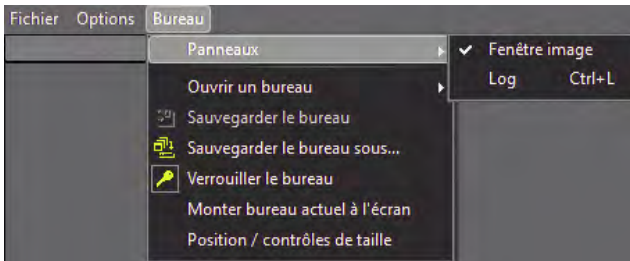 Fichier Options Bureau
Panneaux
Fenêtre image
Log Ctrl+L
Ouvrir un bureau
Sauvegarder le bureau
Sauvegarder le bureau sous...
Verrouiller le bureau
Monter bureau actuel à l'écran
Position / contrôles de taille